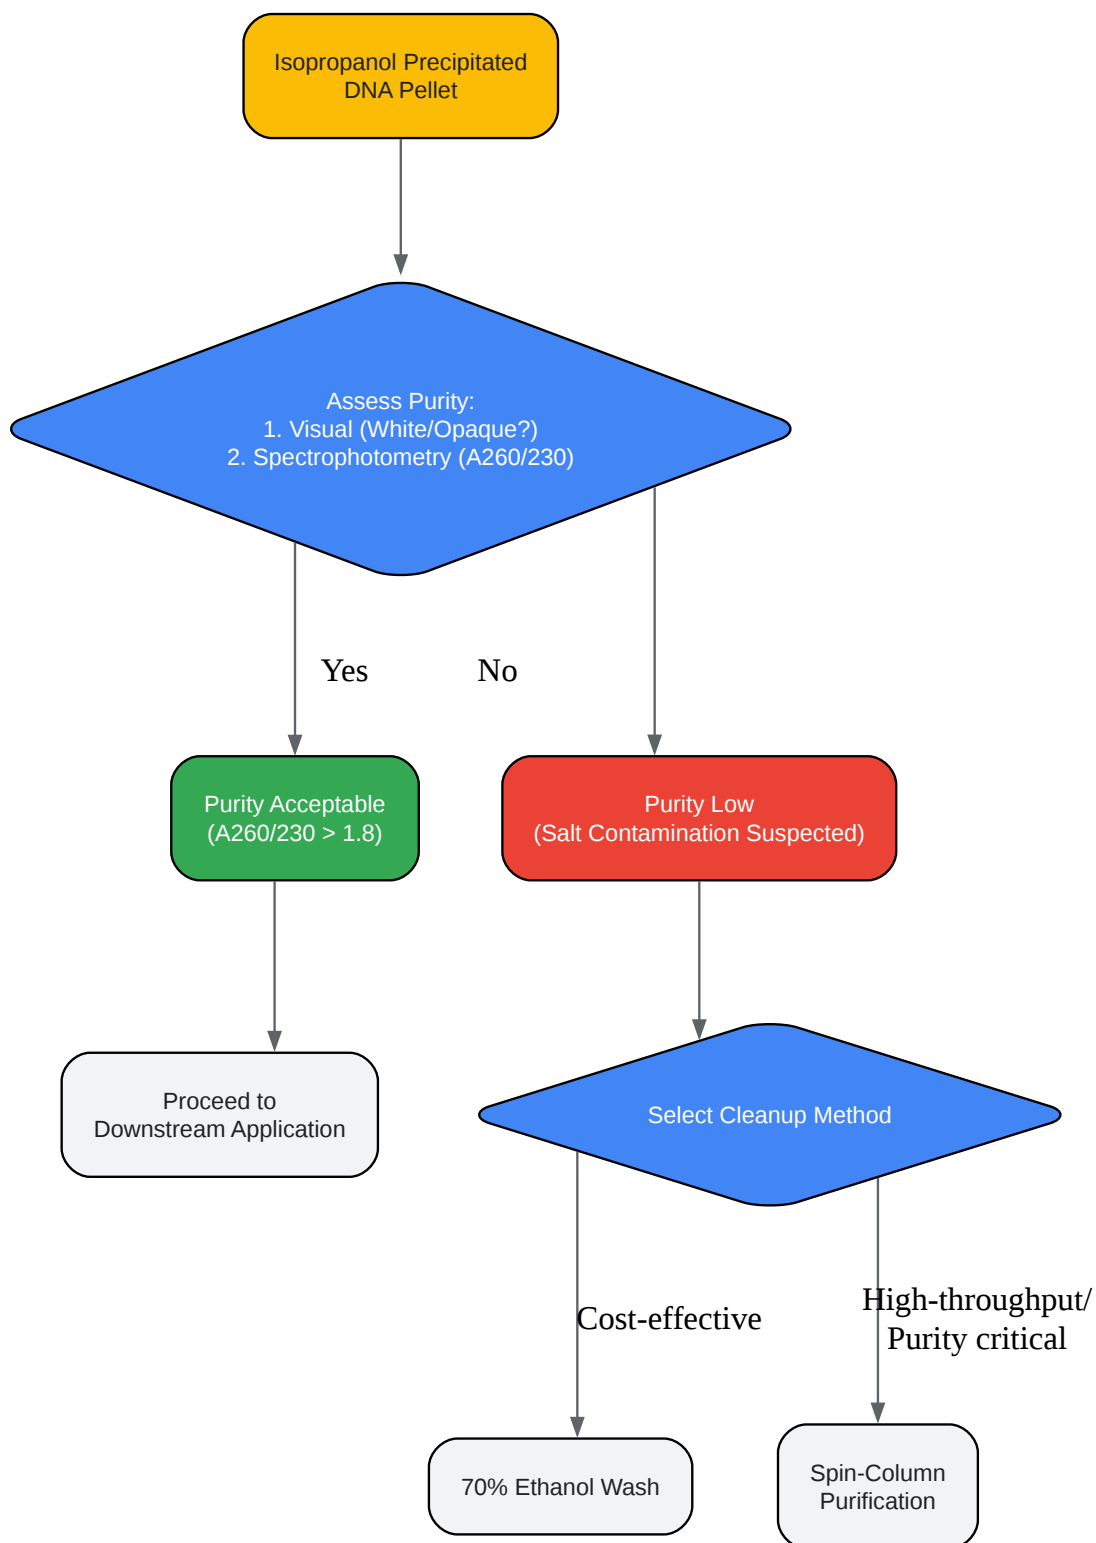 Isopropanol Precipitated
DNA Pellet
Assess Purity:
1. Visual (White/Opaque?)
2. Spectrophotometry (A260/230)
Yes
No
Purity Acceptable
(A260/230 > 1.8)
Purity Low
(Salt Contamination Suspected)
Proceed to
Downstream Application
Select Cleanup Method
Cost-effective
High-throughput/
Purity critical
70% Ethanol Wash
Spin-Column
Purification